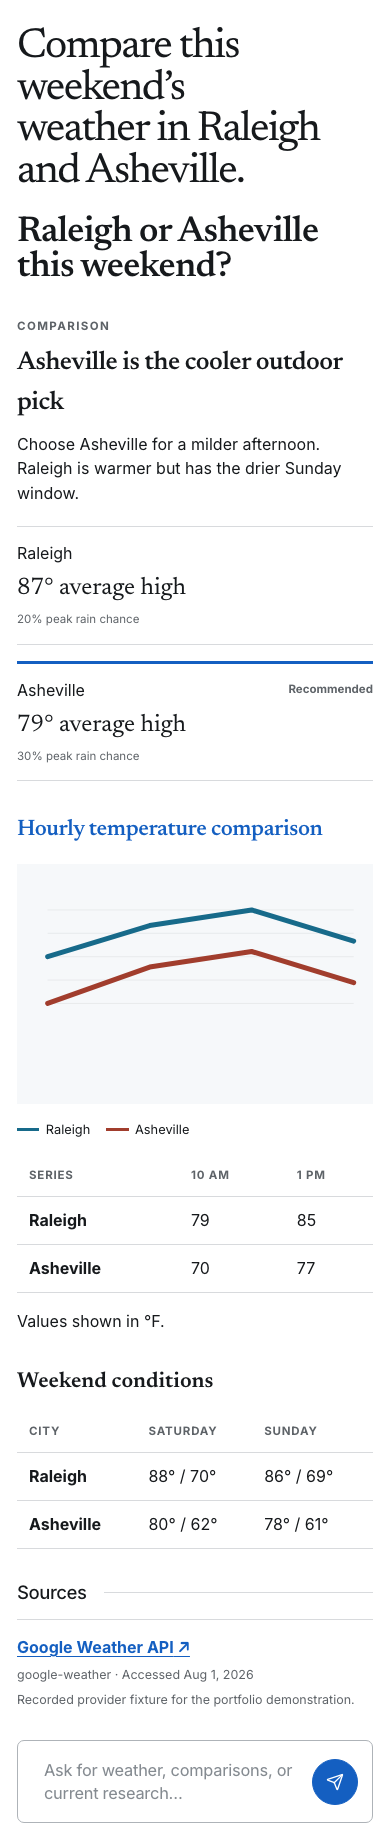 Compare this
weekend’s
weather in Raleigh
and Asheville.
Raleigh or Asheville
this weekend?
COMPARISON
Asheville is the cooler outdoor
pick
Choose Asheville for a milder afternoon.
Raleigh is warmer but has the drier Sunday
window.
Raleigh
87° average high
20% peak rain chance
Asheville Recommended
79° average high
30% peak rain chance
Hourly temperature comparison
Raleigh Asheville
SERIES 10 AM 1 PM
Raleigh 79 85
Asheville 70 77
Values shown in °F.
Weekend conditions
CITY SATURDAY SUNDAY
Raleigh 88° / 70° 86° / 69°
Asheville 80° / 62° 78° / 61°
Sources
Google Weather API ↗
google-weather · Accessed Aug 1, 2026
Recorded provider fixture for the portfolio demonstration.
Ask for weather, comparisons, or
current research...